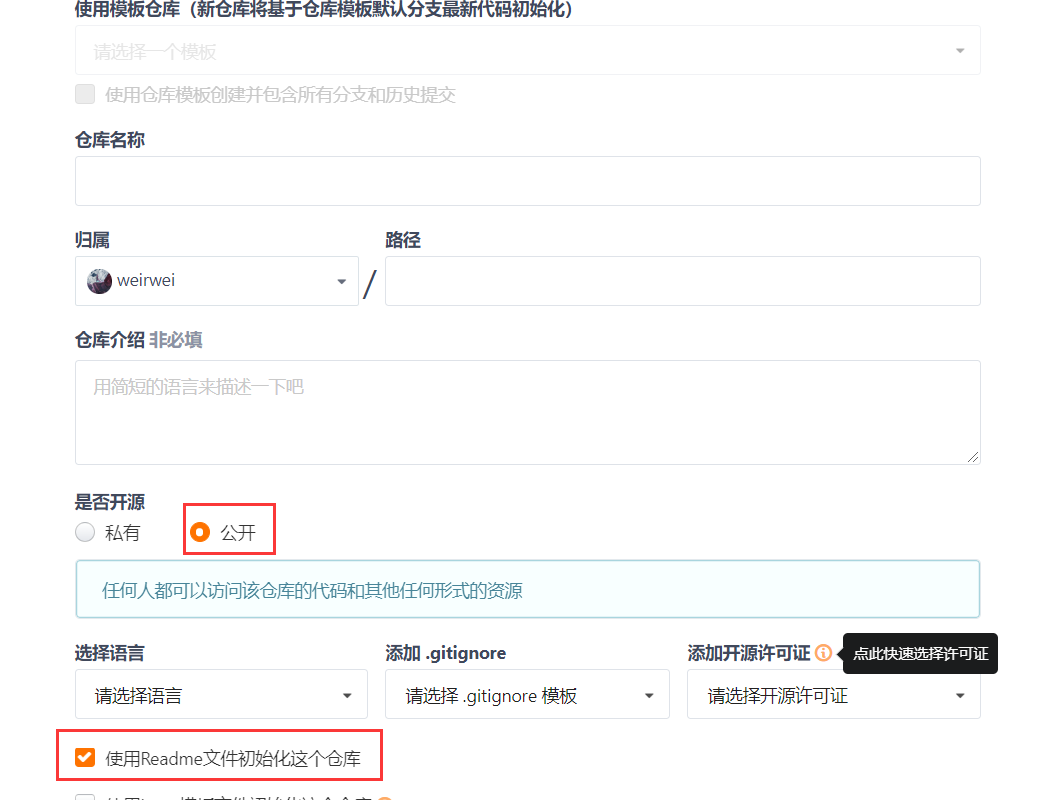 使用模板仓库（新仓库将基于仓库模板默认分支最新代码初始化）
请选择一个模板
使用仓库模板创建并包含所有分支和历史提交
仓库名称
归属 路径
weirwei /
仓库介绍 非必填
用简短的语言来描述一下吧
是否开源
私有 公开
任何人都可以访问该仓库的代码和其他任何形式的资源
选择语言 添加 .gitignore 添加开源许可证 点此快速选择许可证
请选择语言 请选择 .gitignore 模板 请选择开源许可证
使用Readme文件初始化这个仓库